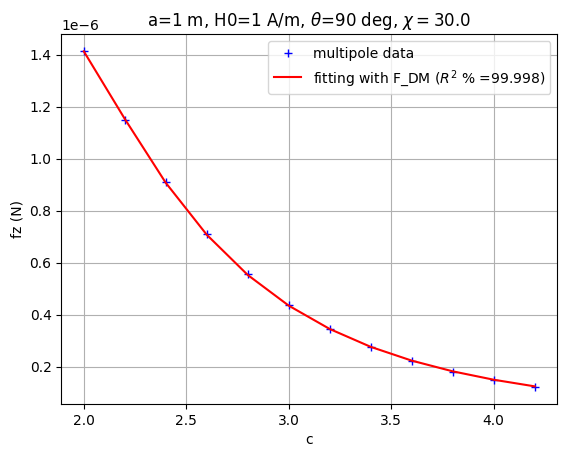 a=1 m, H0=1 A/m, θ=90 deg, χ = 30.0
1e−6
multipole data
fitting with F_DM (R² % =99.998)
1.4
1.2
1.0
0.8
0.6
0.4
0.2
fz (N)
2.0 2.5 3.0 3.5 4.0
c